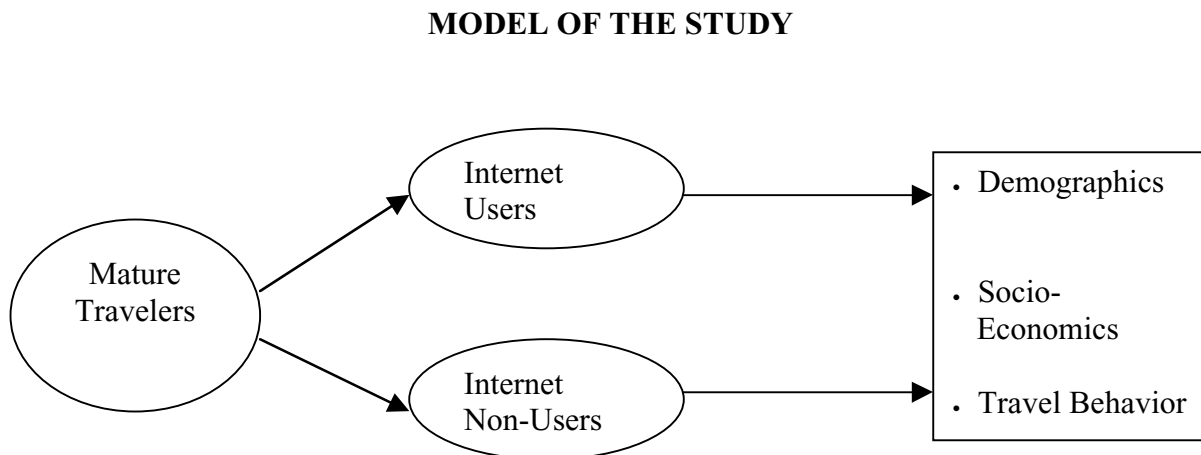 MODEL OF THE STUDY
Mature
Travelers
Internet
Users
Internet
Non-Users
• Demographics
• Socio-
Economics
• Travel Behavior